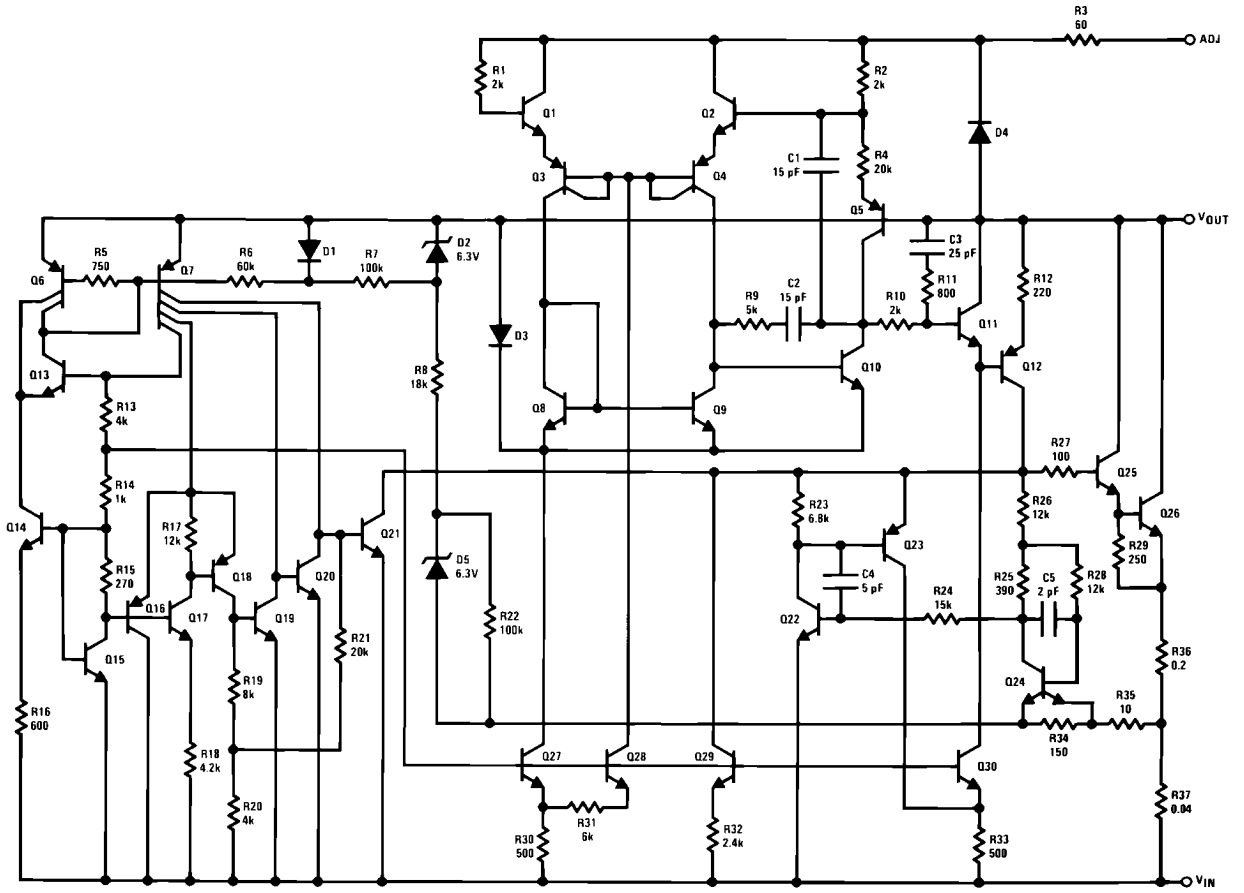 R3
60
ADJ
R1
2k
Q1
Q2
R2
2k
D4
C1
15 pF
R4
20k
Q3
Q4
Q5
VOUT
R5
750
Q6
Q7
R6
60k
D1
R7
100k
D2
6.3V
C3
25 pF
R11
800
R12
220
D3
R9
5k
C2
15 pF
R10
2k
Q11
Q12
Q13
R8
18k
Q10
R13
4k
Q8
Q9
R27
100
Q25
R14
1k
Q14
R17
12k
Q21
R23
6.8k
Q23
R26
12k
Q26
R29
250
R15
270
Q18
Q20
D5
6.3V
C4
5 pF
R25
390
C5
2 pF
R28
12k
Q16
Q17
Q19
R22
100k
Q22
R24
15k
Q15
R21
20k
R36
0.2
R19
8k
Q24
R35
10
R16
600
R34
150
R18
4.2k
Q27
Q28
Q29
Q30
R20
4k
R37
0.04
R31
6k
R30
500
R32
2.4k
R33
500
VIN